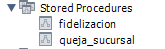 Stored Procedures
fidelizacion
queja_sucursal